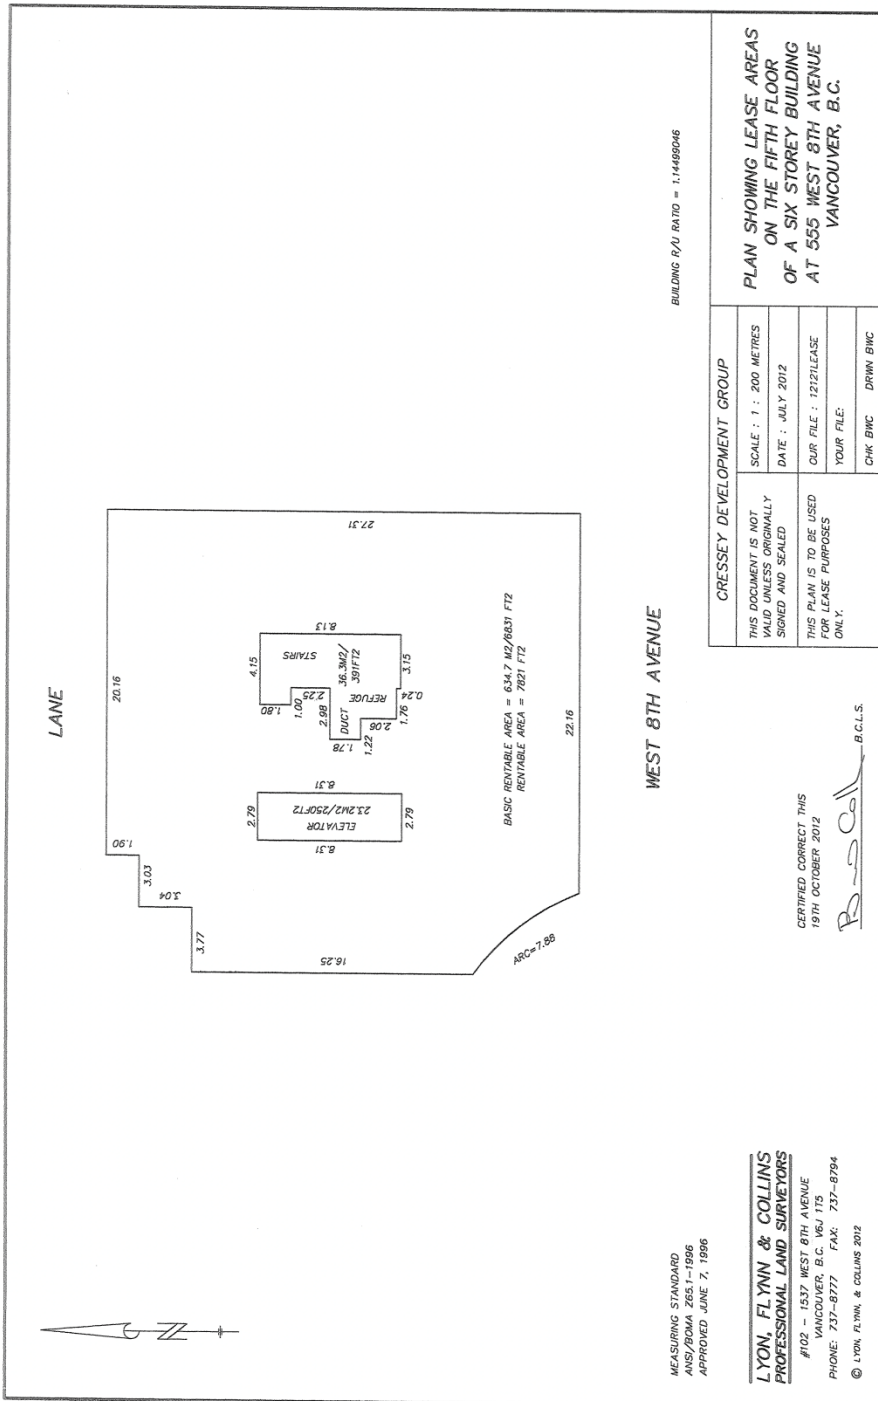 LANE
20.16
1.90
3.03
3.04
3.77
16.25
ARC=7.88
27.31
22.16
2.79
8.31
ELEVATOR
23.2M2/250FT2
8.31
2.79
4.15
1.80
1.00
2.25
2.98
1.78
1.22
2.06
1.76
0.24
3.15
8.13
STAIRS
36.3M2/
391FT2
REFUGE
DUCT
BASIC RENTABLE AREA = 634.7 M2/6831 FT2
RENTABLE AREA = 7821 FT2
WEST 8TH AVENUE
BUILDING R/U RATIO = 1.14499046
MEASURING STANDARD
ANSI/BOMA Z65.1-1996
APPROVED JUNE 7, 1996
LYON, FLYNN & COLLINS
PROFESSIONAL LAND SURVEYORS
#102 - 1537 WEST 8TH AVENUE
VANCOUVER, B.C. V6J 1T5
PHONE: 737-8777 FAX: 737-8794
© LYON, FLYNN, & COLLINS 2012
CERTIFIED CORRECT THIS
19TH OCTOBER 2012
B.C.L.S.
CRESSEY DEVELOPMENT GROUP
THIS DOCUMENT IS NOT
VALID UNLESS ORIGINALLY
SIGNED AND SEALED
THIS PLAN IS TO BE USED
FOR LEASE PURPOSES
ONLY.
SCALE : 1 : 200 METRES
DATE : JULY 2012
OUR FILE : 12121LEASE
YOUR FILE:
CHK BWC DRWN BWC
PLAN SHOWING LEASE AREAS
ON THE FIFTH FLOOR
OF A SIX STOREY BUILDING
AT 555 WEST 8TH AVENUE
VANCOUVER, B.C.